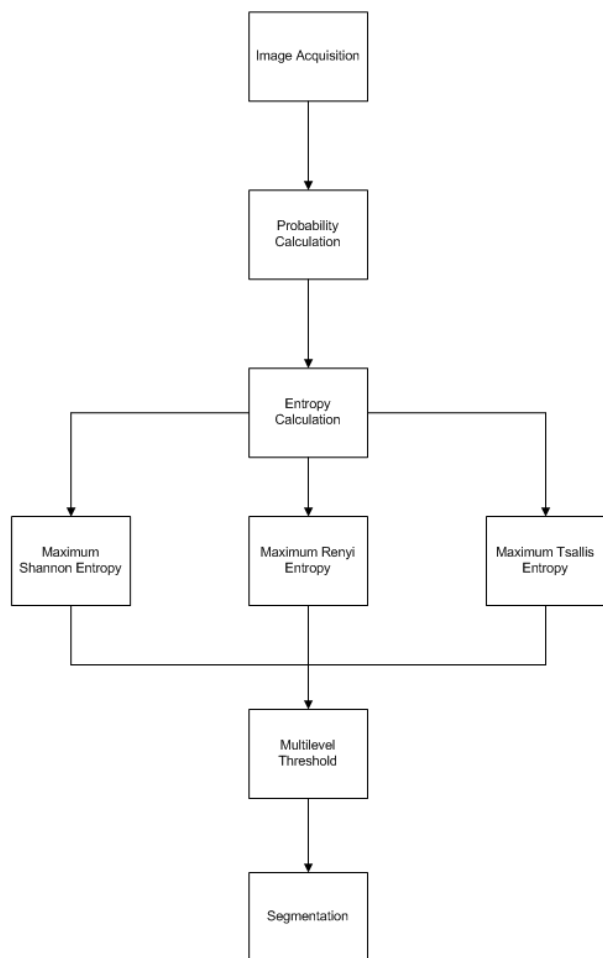 Image Acquisition
Probability
Calculation
Entropy
Calculation
Maximum
Shannon Entropy
Maximum Renyi
Entropy
Maximum Tsallis
Entropy
Multilevel
Threshold
Segmentation